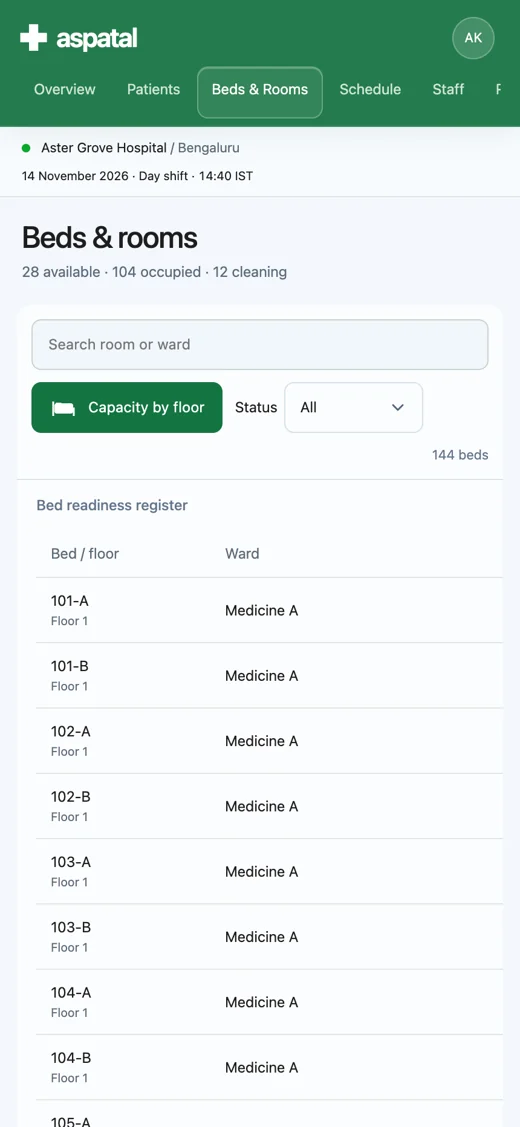 aspatal
AK
Overview Patients Beds & Rooms Schedule Staff
Aster Grove Hospital / Bengaluru
14 November 2026 · Day shift · 14:40 IST
Beds & rooms
28 available · 104 occupied · 12 cleaning
Search room or ward
Capacity by floor Status All
144 beds
Bed readiness register
Bed / floor Ward
101-A
Floor 1
Medicine A
101-B
Floor 1
Medicine A
102-A
Floor 1
Medicine A
102-B
Floor 1
Medicine A
103-A
Floor 1
Medicine A
103-B
Floor 1
Medicine A
104-A
Floor 1
Medicine A
104-B
Floor 1
Medicine A
105-A